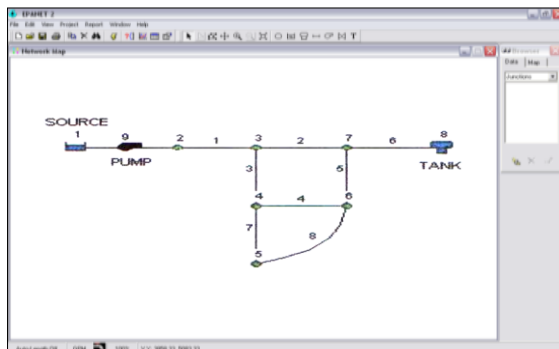 EPANET 2
File Edit View Project Report Window Help
Network Map
Browser
Data Map
Junctions
SOURCE
1 9 2 1 3 2 7 6 8
PUMP TANK
3 5
4 4 6
7 8
5